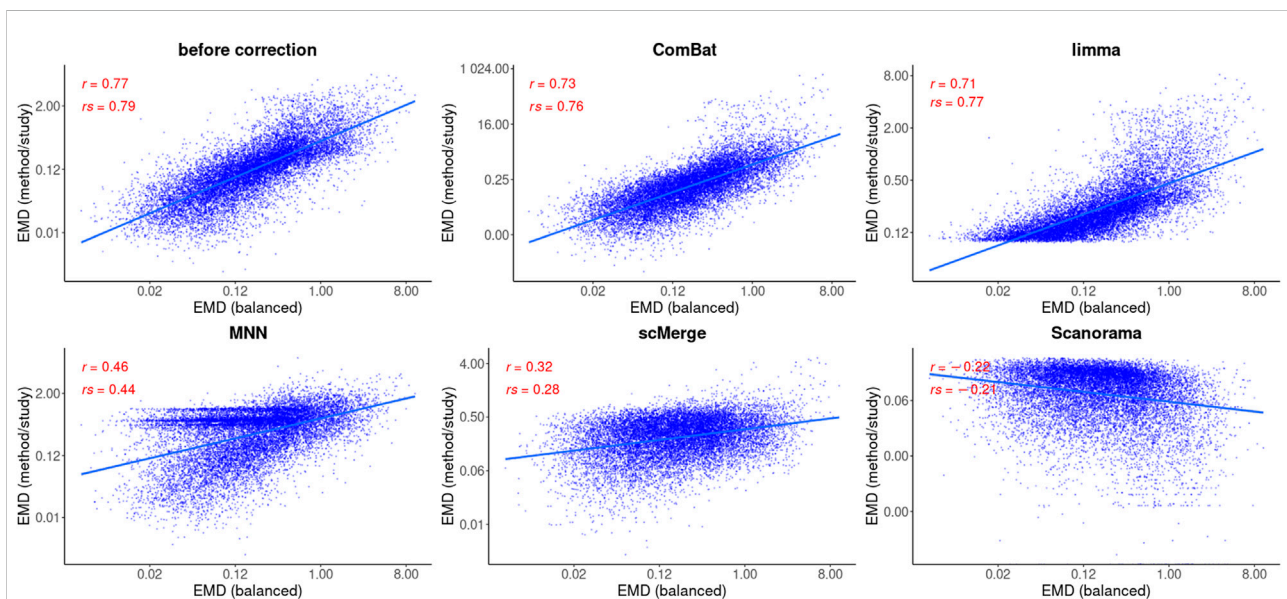 before correction
r = 0.77
rs = 0.79
EMD (method/study)
2.00
0.12
0.01
0.02
0.12
1.00
8.00
EMD (balanced)
ComBat
r = 0.73
rs = 0.76
EMD (method/study)
1 024.00
16.00
0.25
0.00
0.02
0.12
1.00
8.00
EMD (balanced)
limma
r = 0.71
rs = 0.77
EMD (method/study)
8.00
2.00
0.50
0.12
0.02
0.12
1.00
8.00
EMD (balanced)
MNN
r = 0.46
rs = 0.44
EMD (method/study)
2.00
0.12
0.01
0.02
0.12
1.00
8.00
EMD (balanced)
scMerge
r = 0.32
rs = 0.28
EMD (method/study)
4.00
0.50
0.06
0.01
0.02
0.12
1.00
8.00
EMD (balanced)
Scanorama
r = −0.22
rs = −0.21
EMD (method/study)
0.06
0.00
0.00
0.02
0.12
1.00
8.00
EMD (balanced)